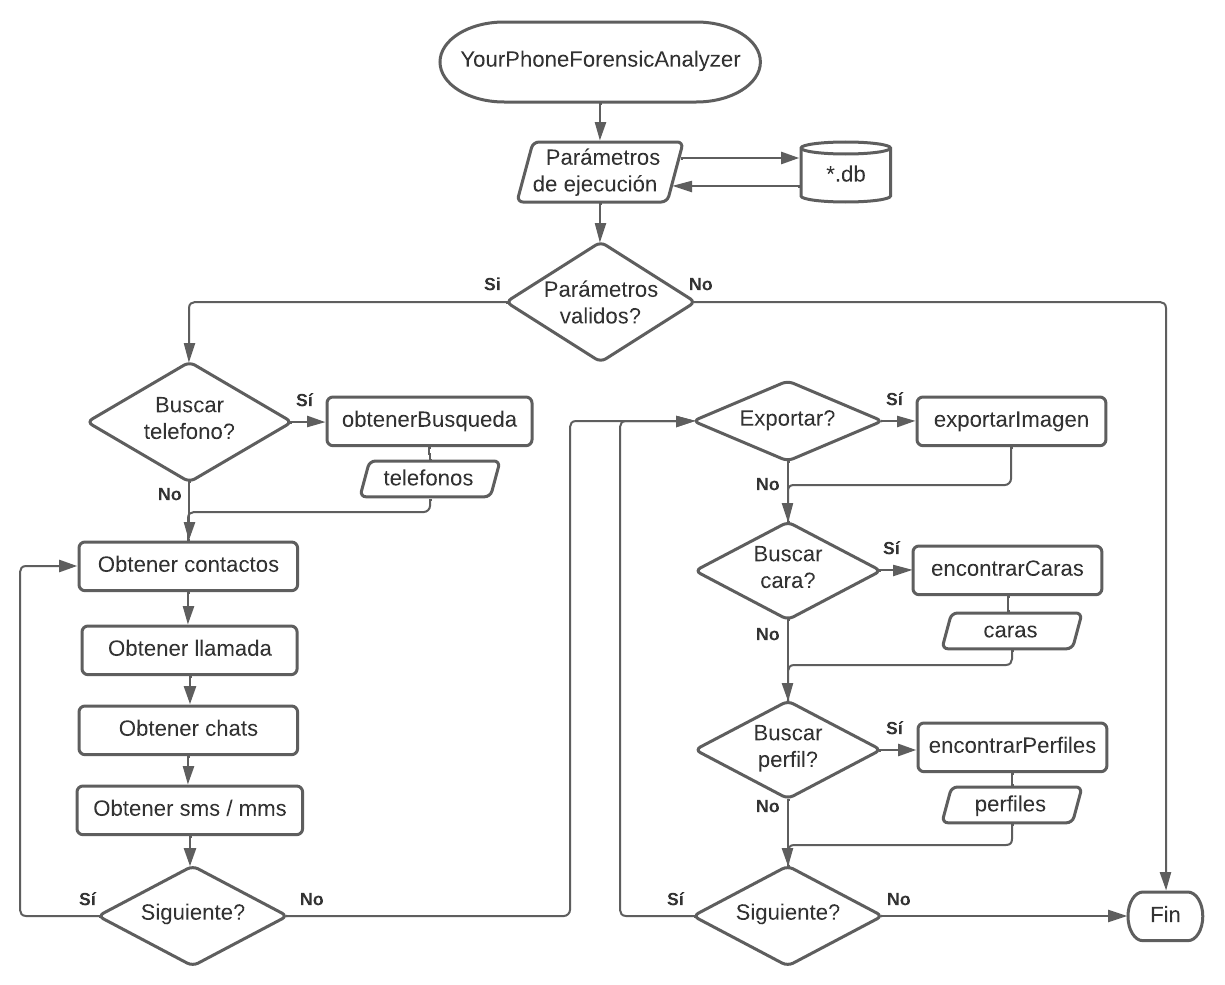 YourPhoneForensicAnalyzer
Parámetros
de ejecución
*.db
Si
Parámetros
validos?
No
Buscar
telefono?
Sí
obtenerBusqueda
telefonos
No
Obtener contactos
Obtener llamada
Obtener chats
Obtener sms / mms
Sí
Siguiente?
No
Exportar?
Sí
exportarImagen
No
Buscar
cara?
Sí
encontrarCaras
caras
No
Buscar
perfil?
Sí
encontrarPerfiles
perfiles
No
Sí
Siguiente?
No
Fin